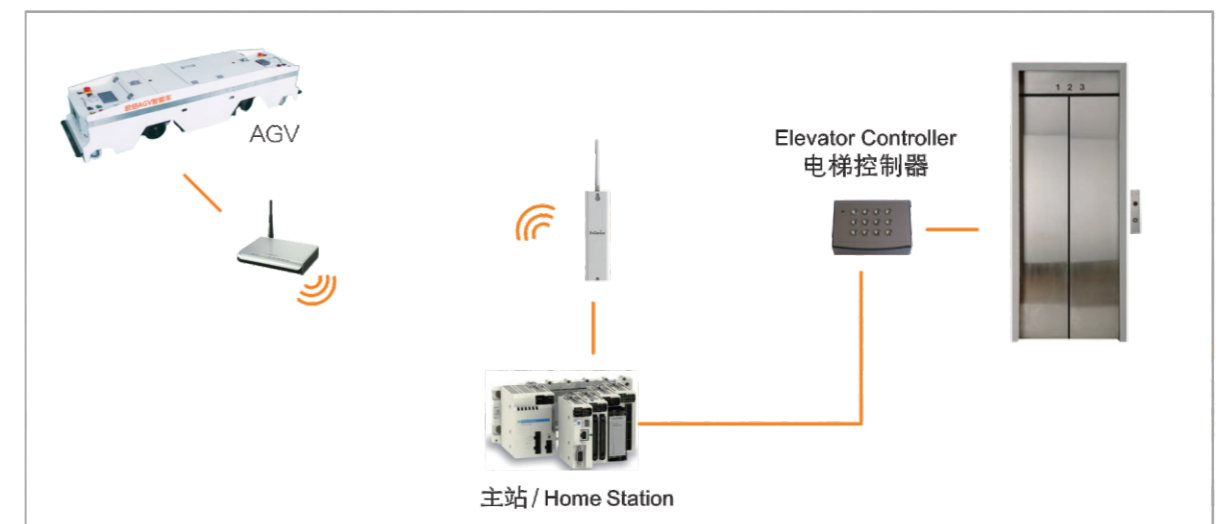 AGV
Elevator Controller
电梯控制器
1 2 3
主站 / Home Station